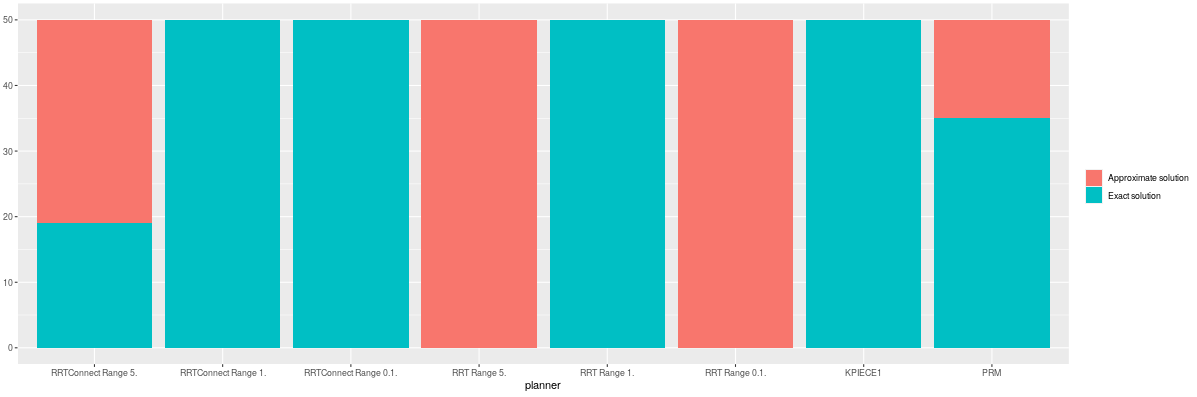 50
40
30
20
10
0
RRTConnect Range 5. RRTConnect Range 1. RRTConnect Range 0.1. RRT Range 5. RRT Range 1. RRT Range 0.1. KPIECE1 PRM
planner
Approximate solution
Exact solution